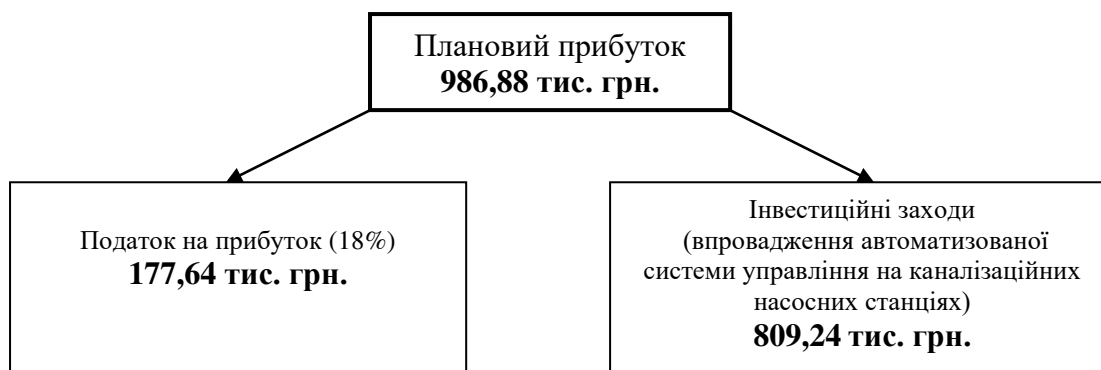 Плановий прибуток
986,88 тис. грн.
Податок на прибуток (18%)
177,64 тис. грн.
Інвестиційні заходи
(впровадження автоматизованої
системи управління на каналізаційних
насосних станціях)
809,24 тис. грн.